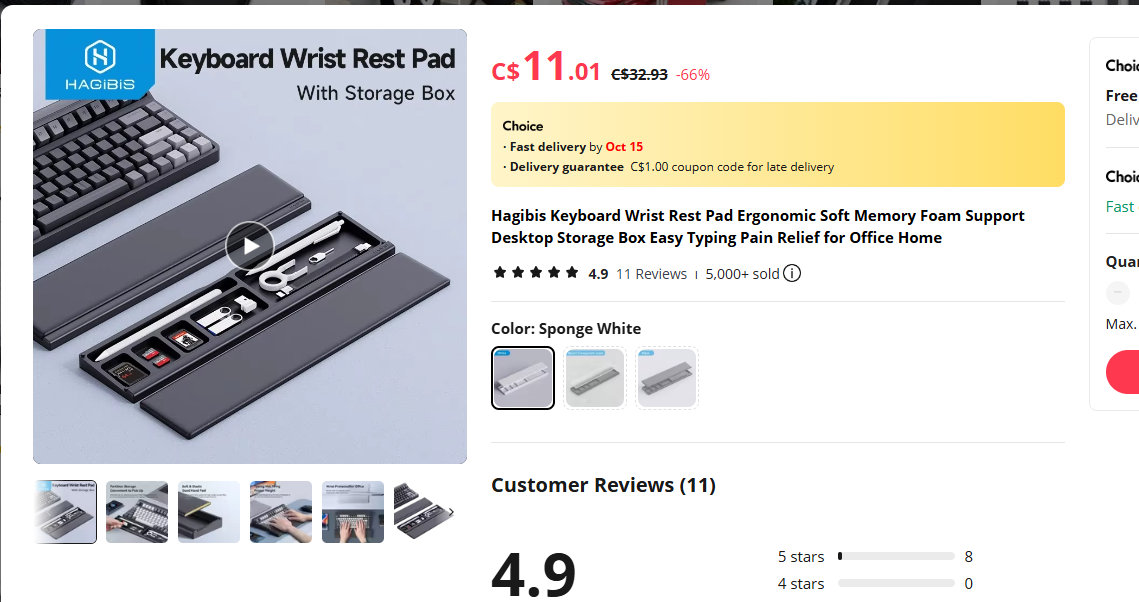 HAGIBIS
Keyboard Wrist Rest Pad
With Storage Box
C$11.01 C$32.93 -66%
Choice
· Fast delivery by Oct 15
· Delivery guarantee C$1.00 coupon code for late delivery
Hagibis Keyboard Wrist Rest Pad Ergonomic Soft Memory Foam Support
Desktop Storage Box Easy Typing Pain Relief for Office Home
4.9 11 Reviews 5,000+ sold
Color: Sponge White
Customer Reviews (11)
4.9
5 stars 8
4 stars 0
Choic
Free
Deliv
Choic
Fast
Quar
Max.
Keyboard Wrist Rest Pad